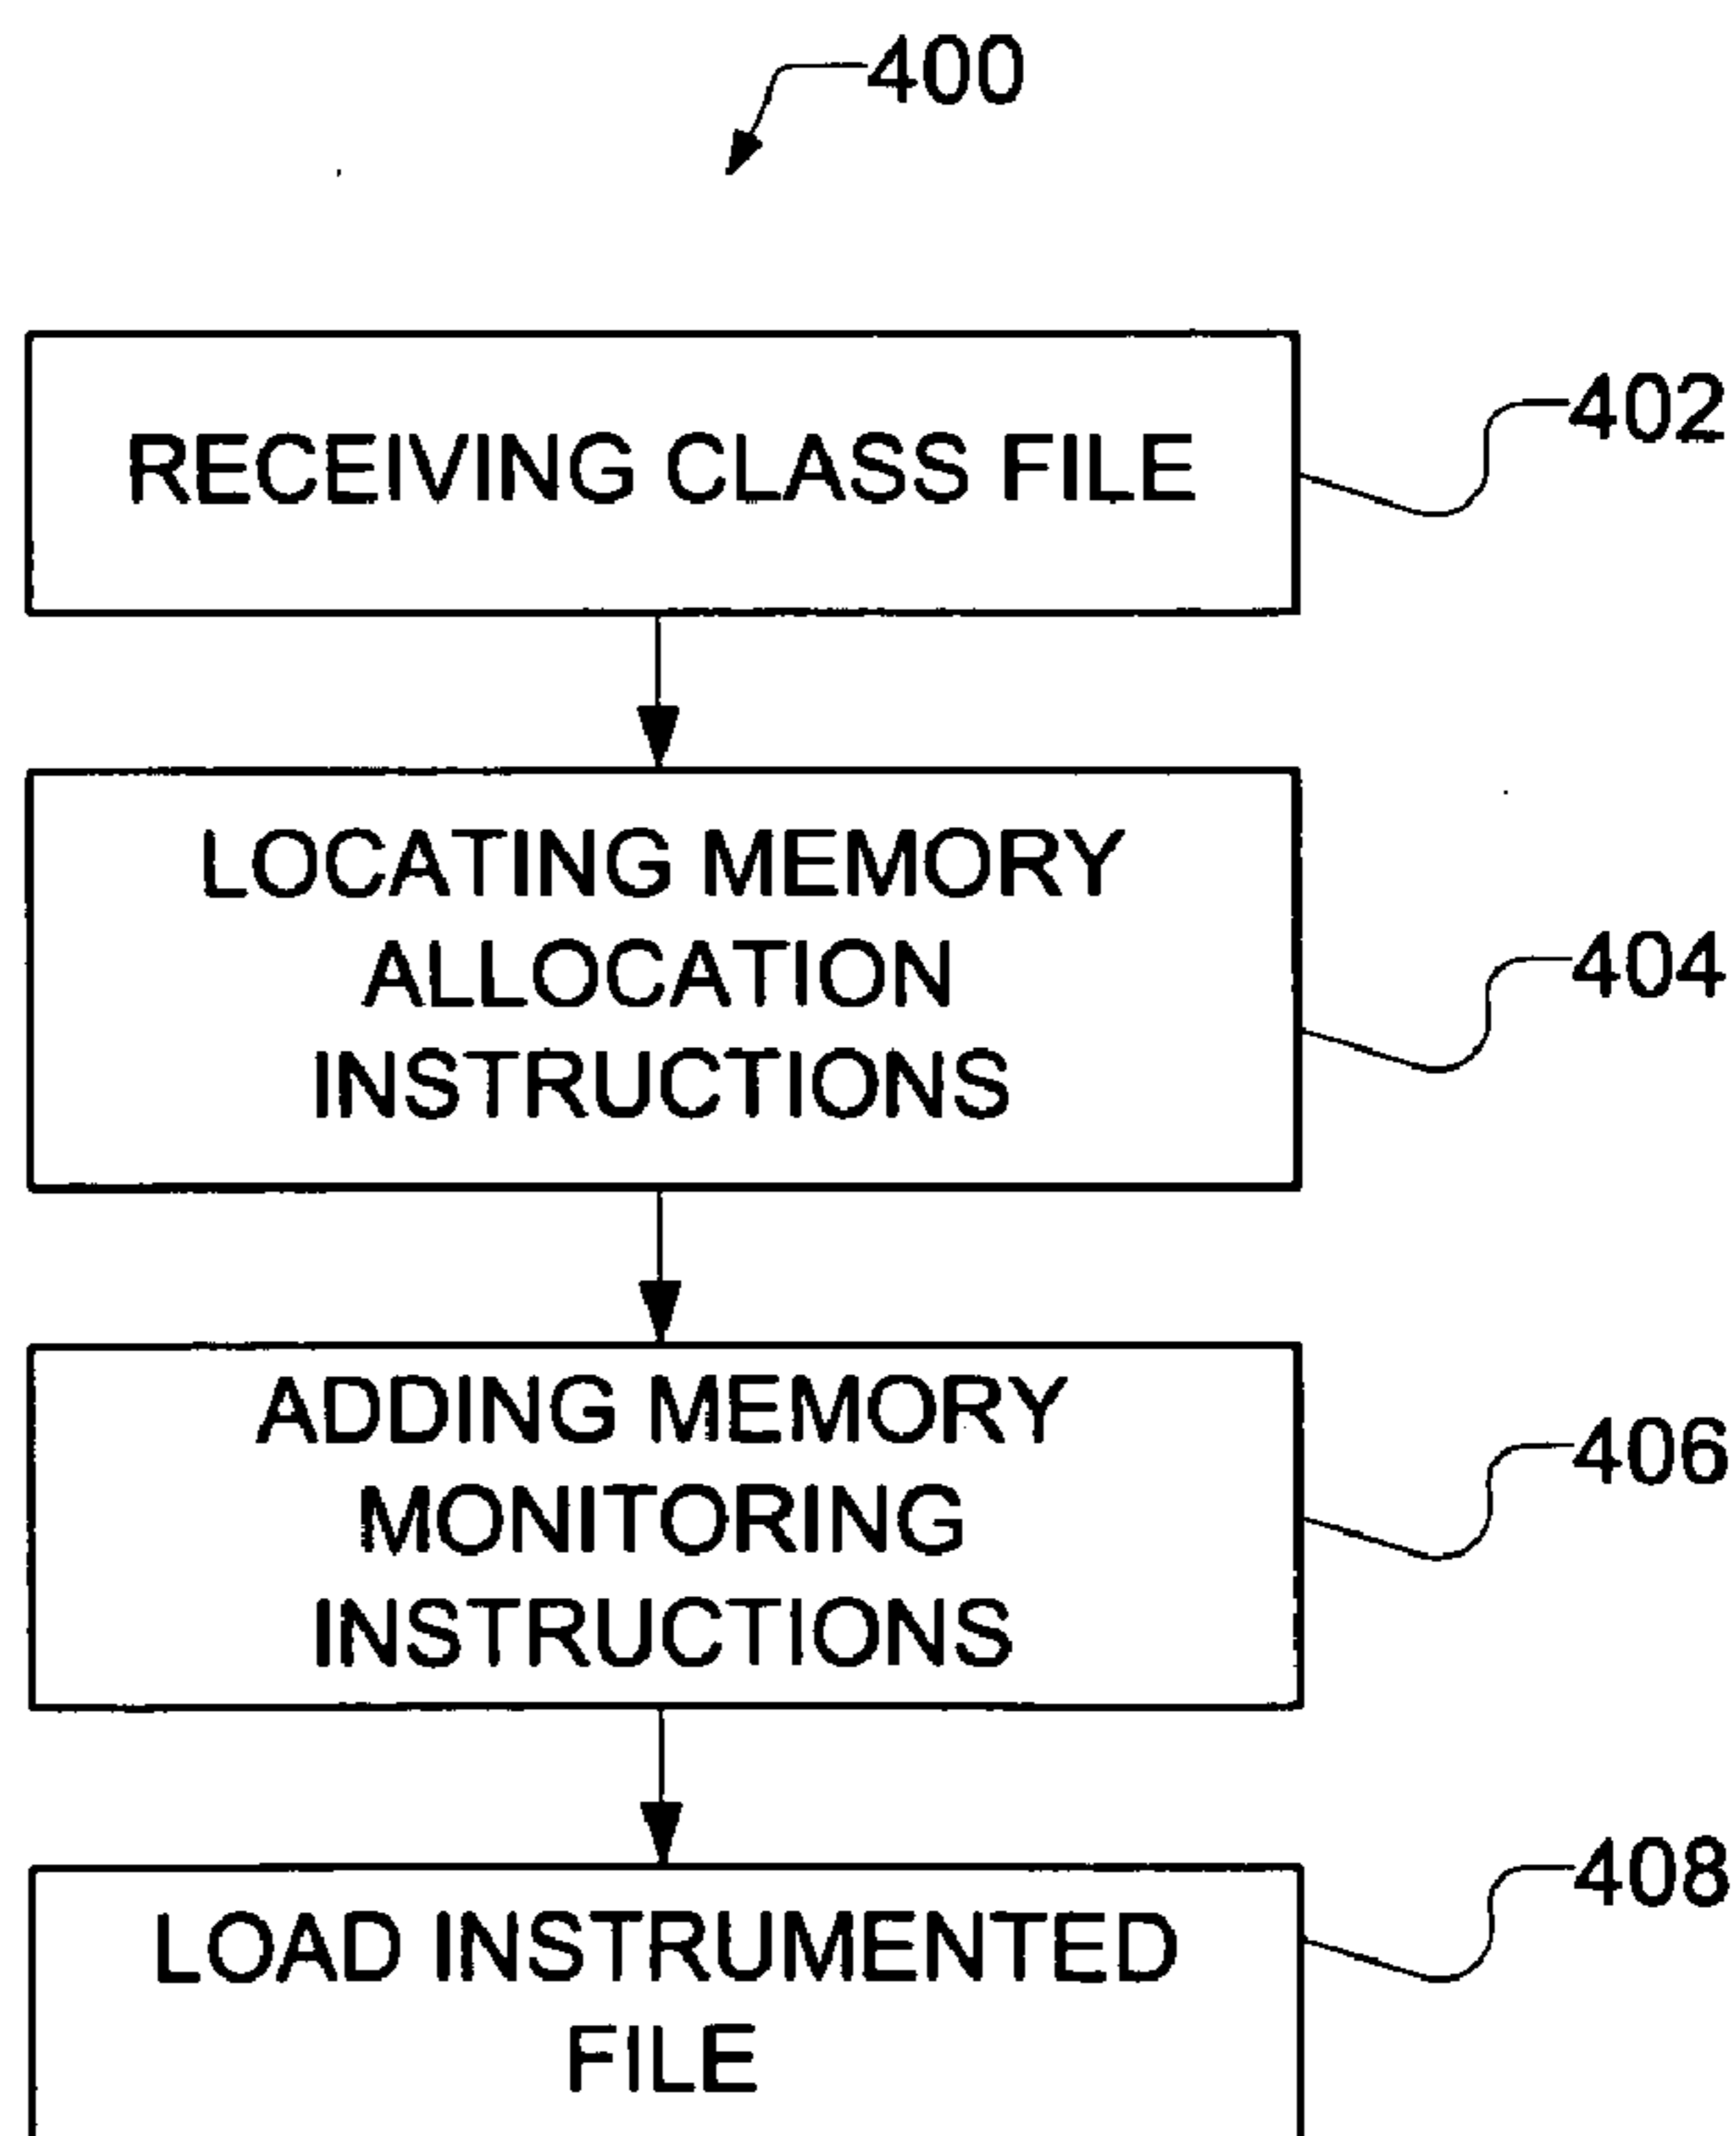 400
RECEIVING CLASS FILE
402
LOCATING MEMORY
ALLOCATION
INSTRUCTIONS
404
ADDING MEMORY
MONITORING
INSTRUCTIONS
406
LOAD INSTRUMENTED
FILE
408